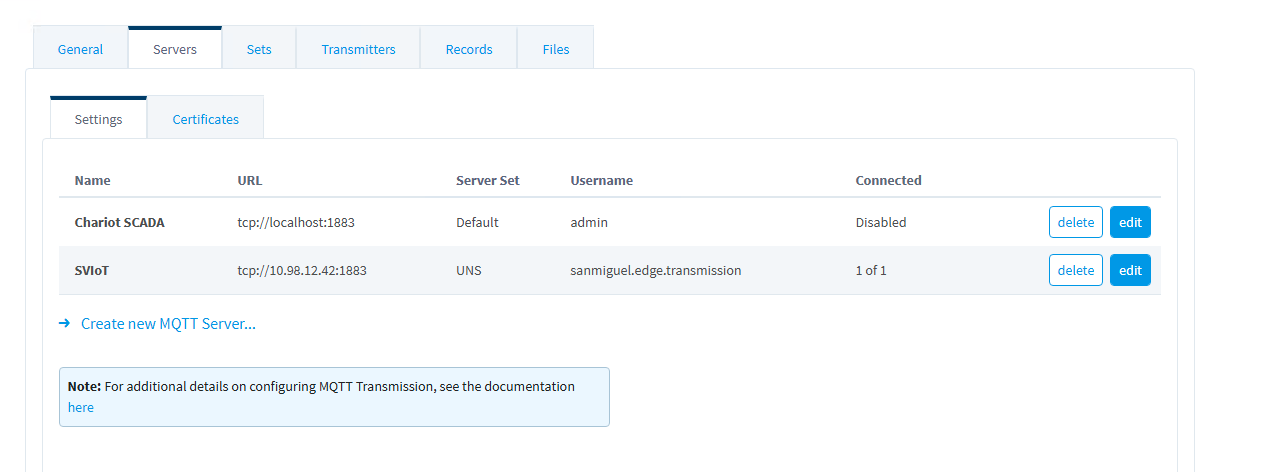 General Servers Sets Transmitters Records Files
Settings Certificates
Name URL Server Set Username Connected
Chariot SCADA tcp://localhost:1883 Default admin Disabled delete edit
SVIoT tcp://10.98.12.42:1883 UNS sanmiguel.edge.transmission 1 of 1 delete edit
→ Create new MQTT Server...
Note: For additional details on configuring MQTT Transmission, see the documentation
here